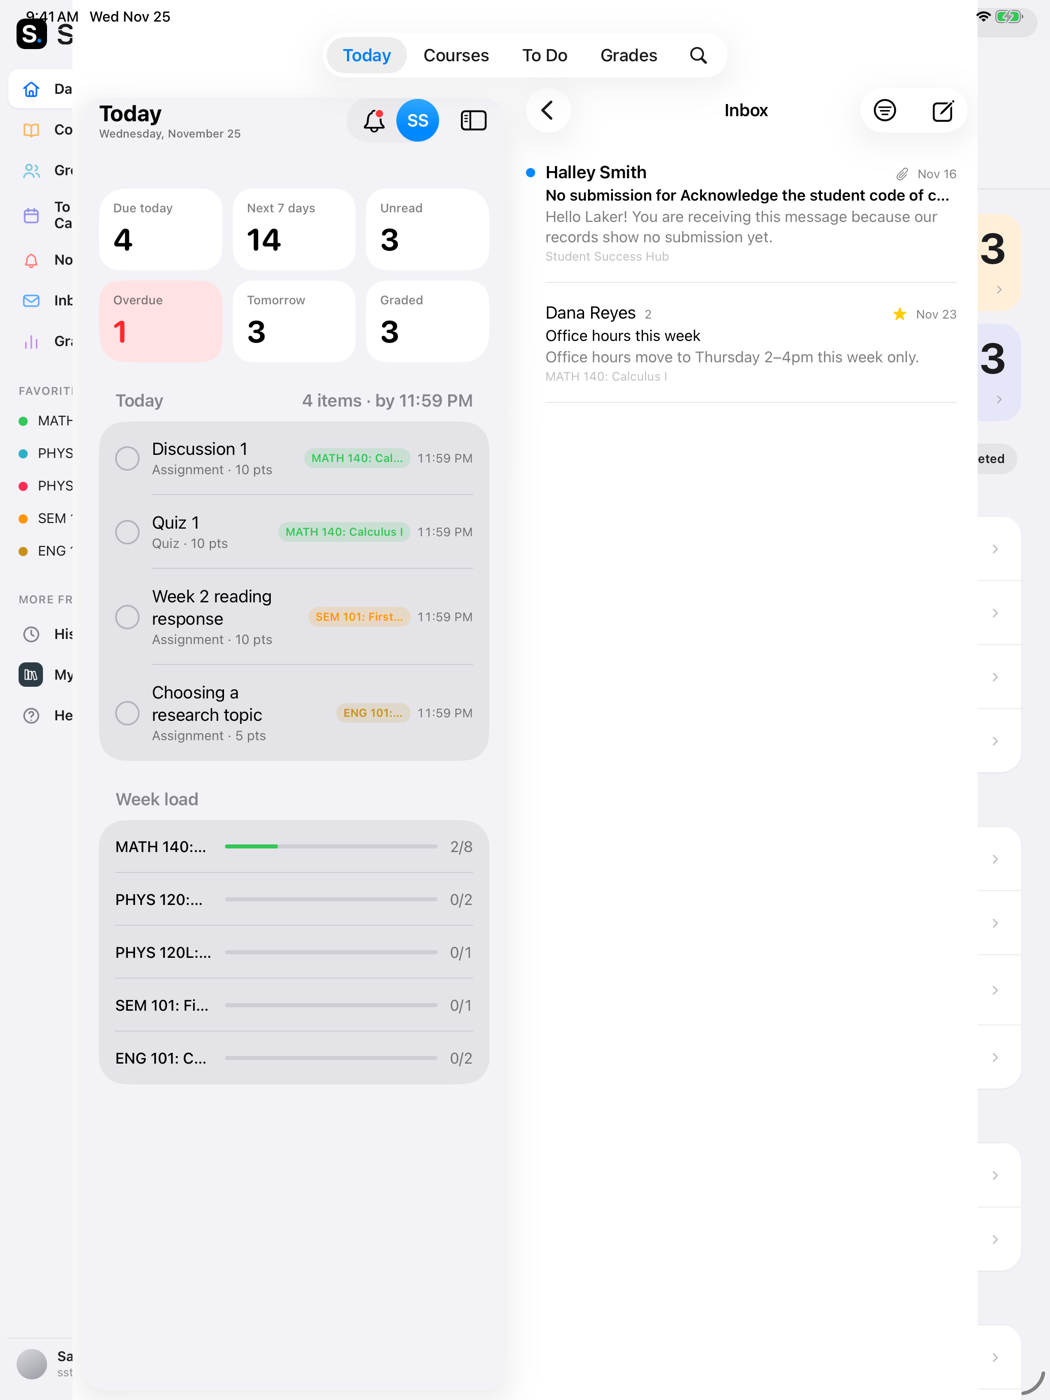 9:41 AM Wed Nov 25
S.
S
Da
Co
Gr
To
Ca
No
Inb
Gr
FAVORIT
MATH
PHYS
PHYS
SEM 1
ENG 1
MORE FR
His
My
He
Sa
sst
Today
Courses
To Do
Grades
Today
Wednesday, November 25
SS
Due today
4
Next 7 days
14
Unread
3
Overdue
1
Tomorrow
3
Graded
3
Today
4 items · by 11:59 PM
Discussion 1
Assignment · 10 pts
MATH 140: Cal...
11:59 PM
Quiz 1
Quiz · 10 pts
MATH 140: Calculus I
11:59 PM
Week 2 reading
response
Assignment · 10 pts
SEM 101: First...
11:59 PM
Choosing a
research topic
Assignment · 5 pts
ENG 101:...
11:59 PM
Week load
MATH 140:... 2/8
PHYS 120:... 0/2
PHYS 120L:... 0/1
SEM 101: Fi... 0/1
ENG 101: C... 0/2
Inbox
Halley Smith
Nov 16
No submission for Acknowledge the student code of c...
Hello Laker! You are receiving this message because our
records show no submission yet.
Student Success Hub
Dana Reyes 2
Nov 23
Office hours this week
Office hours move to Thursday 2–4pm this week only.
MATH 140: Calculus I
3
3
eted